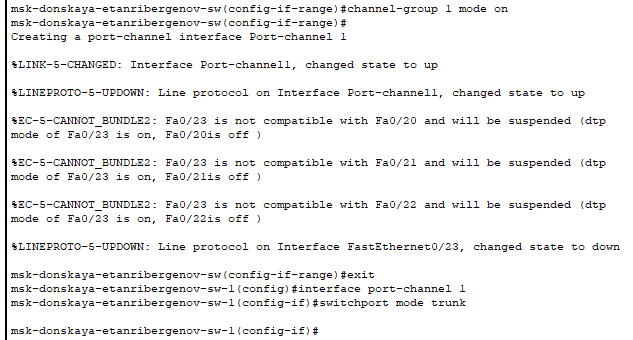 msk-donskaya-etanribergenov-sw(config-if-range)#channel-group 1 mode on
msk-donskaya-etanribergenov-sw(config-if-range)#
Creating a port-channel interface Port-channel 1
%LINK-5-CHANGED: Interface Port-channel1, changed state to up
%LINEPROTO-5-UPDOWN: Line protocol on Interface Port-channel1, changed state to up
%EC-5-CANNOT_BUNDLE2: Fa0/23 is not compatible with Fa0/20 and will be suspended (dtp
mode of Fa0/23 is on, Fa0/20is off )
%EC-5-CANNOT_BUNDLE2: Fa0/23 is not compatible with Fa0/21 and will be suspended (dtp
mode of Fa0/23 is on, Fa0/21is off )
%EC-5-CANNOT_BUNDLE2: Fa0/23 is not compatible with Fa0/22 and will be suspended (dtp
mode of Fa0/23 is on, Fa0/22is off )
%LINEPROTO-5-UPDOWN: Line protocol on Interface FastEthernet0/23, changed state to down
msk-donskaya-etanribergenov-sw(config-if-range)#exit
msk-donskaya-etanribergenov-sw-1(config)#interface port-channel 1
msk-donskaya-etanribergenov-sw-1(config-if)#switchport mode trunk
msk-donskaya-etanribergenov-sw-1(config-if)#